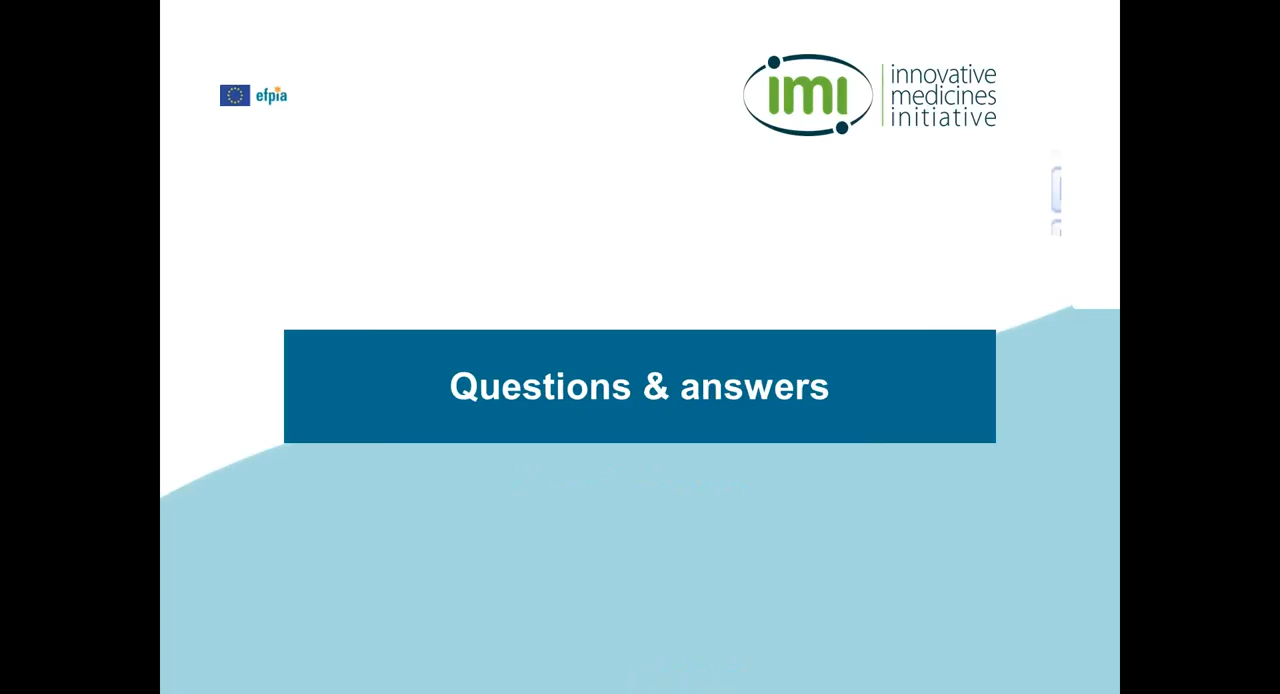 efpia
imi
innovative
medicines
initiative
Questions & answers